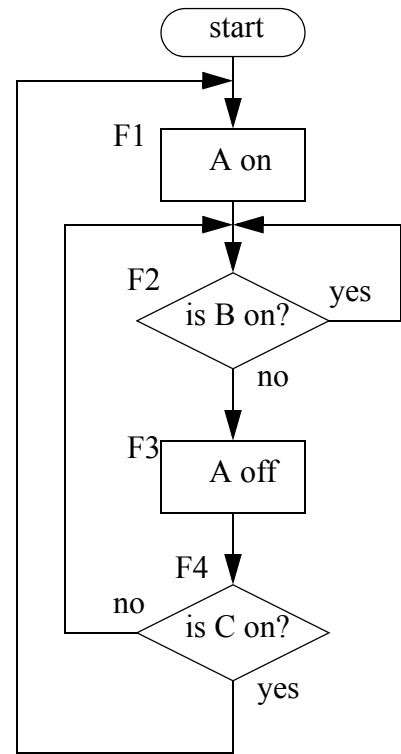 start
F1
A on
F2
is B on?
yes
no
F3
A off
F4
no
is C on?
yes